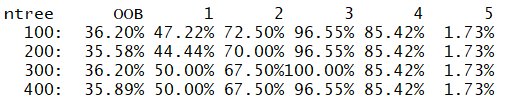 ntree OOB 1 2 3 4 5
100: 36.20% 47.22% 72.50% 96.55% 85.42% 1.73%
200: 35.58% 44.44% 70.00% 96.55% 85.42% 1.73%
300: 36.20% 50.00% 67.50%100.00% 85.42% 1.73%
400: 35.89% 50.00% 67.50% 96.55% 85.42% 1.73%